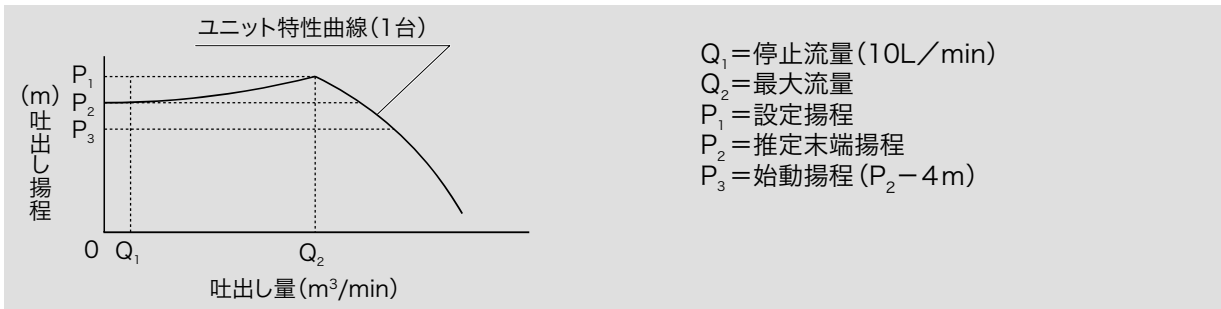 ユニット特性曲線(1台)
P₁
(m) P₂
P₃
吐出し揚程
0 Q₁ Q₂
吐出し量(m³/min)
Q₁=停止流量(10L/min)
Q₂=最大流量
P₁=設定揚程
P₂=推定末端揚程
P₃=始動揚程(P₂-4m)